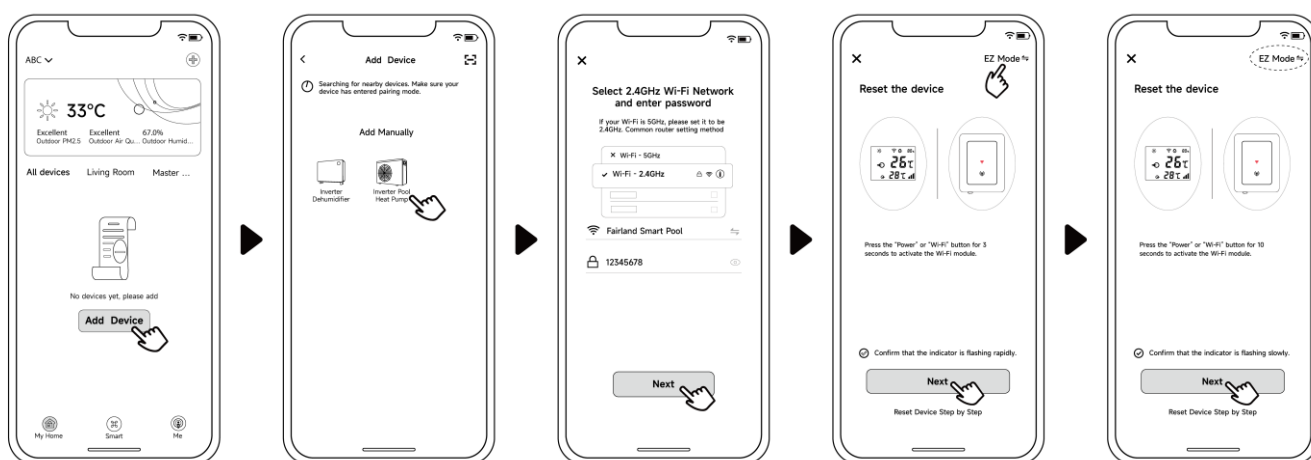 ABC
33°C
Excellent Excellent 67.0%
Outdoor PM2.5 Outdoor Air Qu... Outdoor Humid...
All devices Living Room Master ...
No devices yet, please add
Add Device
My Home Smart Me
Add Device
Searching for nearby devices. Make sure your
device has entered pairing mode.
Add Manually
Inverter
Dehumidifier
Inverter Pool
Heat Pump
Select 2.4GHz Wi-Fi Network
and enter password
If your Wi-Fi is 5GHz, please set it to be
2.4GHz. Common router setting method
Wi-Fi - 5GHz
Wi-Fi - 2.4GHz
Fairland Smart Pool
12345678
Next
EZ Mode
Reset the device
26
28
Press the "Power" or "Wi-Fi" button for 3
seconds to activate the Wi-Fi module.
Confirm that the indicator is flashing rapidly.
Next
Reset Device Step by Step
EZ Mode
Reset the device
26
28
Press the "Power" or "Wi-Fi" button for 10
seconds to activate the Wi-Fi module.
Confirm that the indicator is flashing slowly.
Next
Reset Device Step by Step